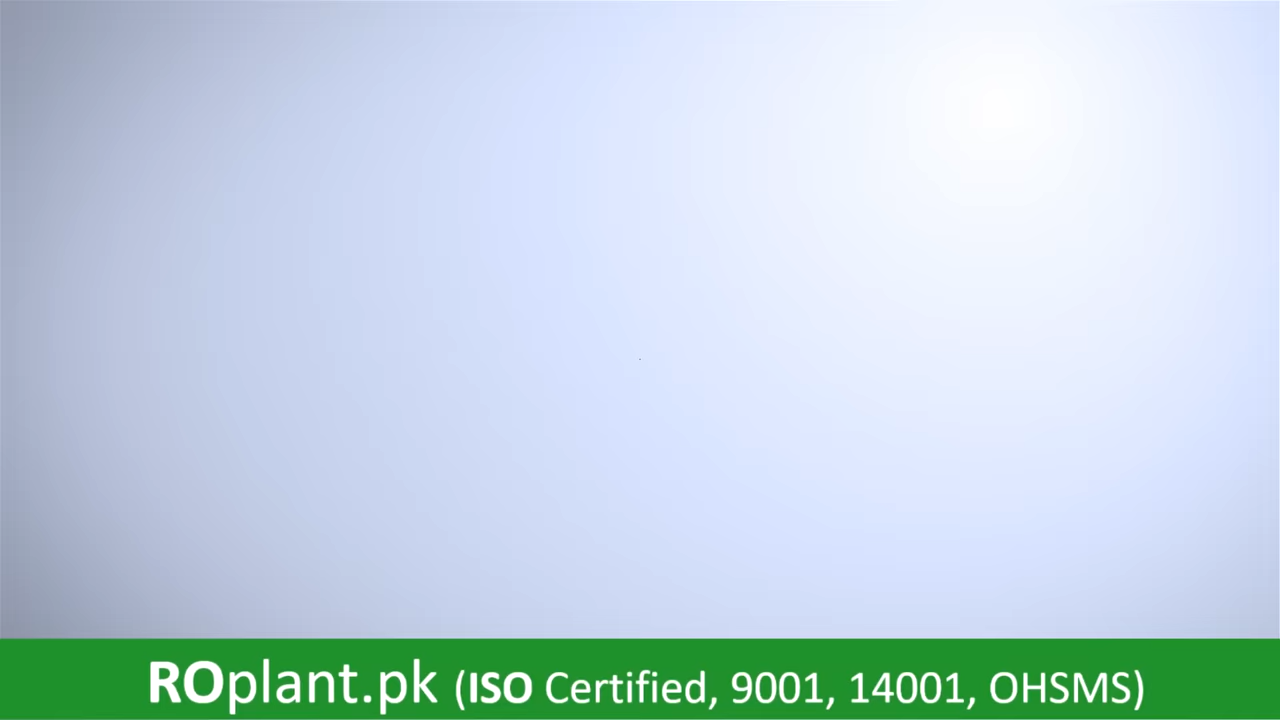 ROplant.pk (ISO Certified, 9001, 14001, OHSMS)